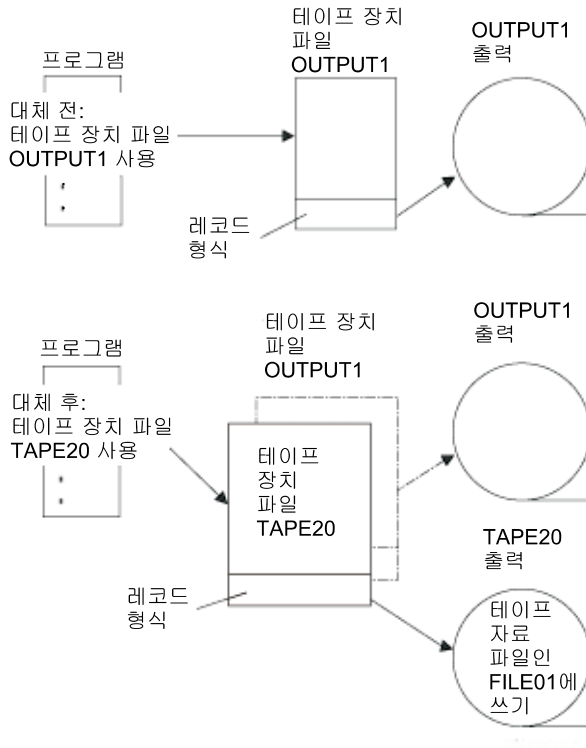 테이프 장치
파일
OUTPUT1
OUTPUT1
출력
프로그램
대체 전:
테이프 장치 파일
OUTPUT1 사용
레코드
형식
테이프 장치
파일
OUTPUT1
OUTPUT1
출력
프로그램
대체 후:
테이프 장치 파일
TAPE20 사용
테이프
장치
파일
TAPE20
레코드
형식
TAPE20
출력
테이프
자료
파일인
FILE01에
쓰기